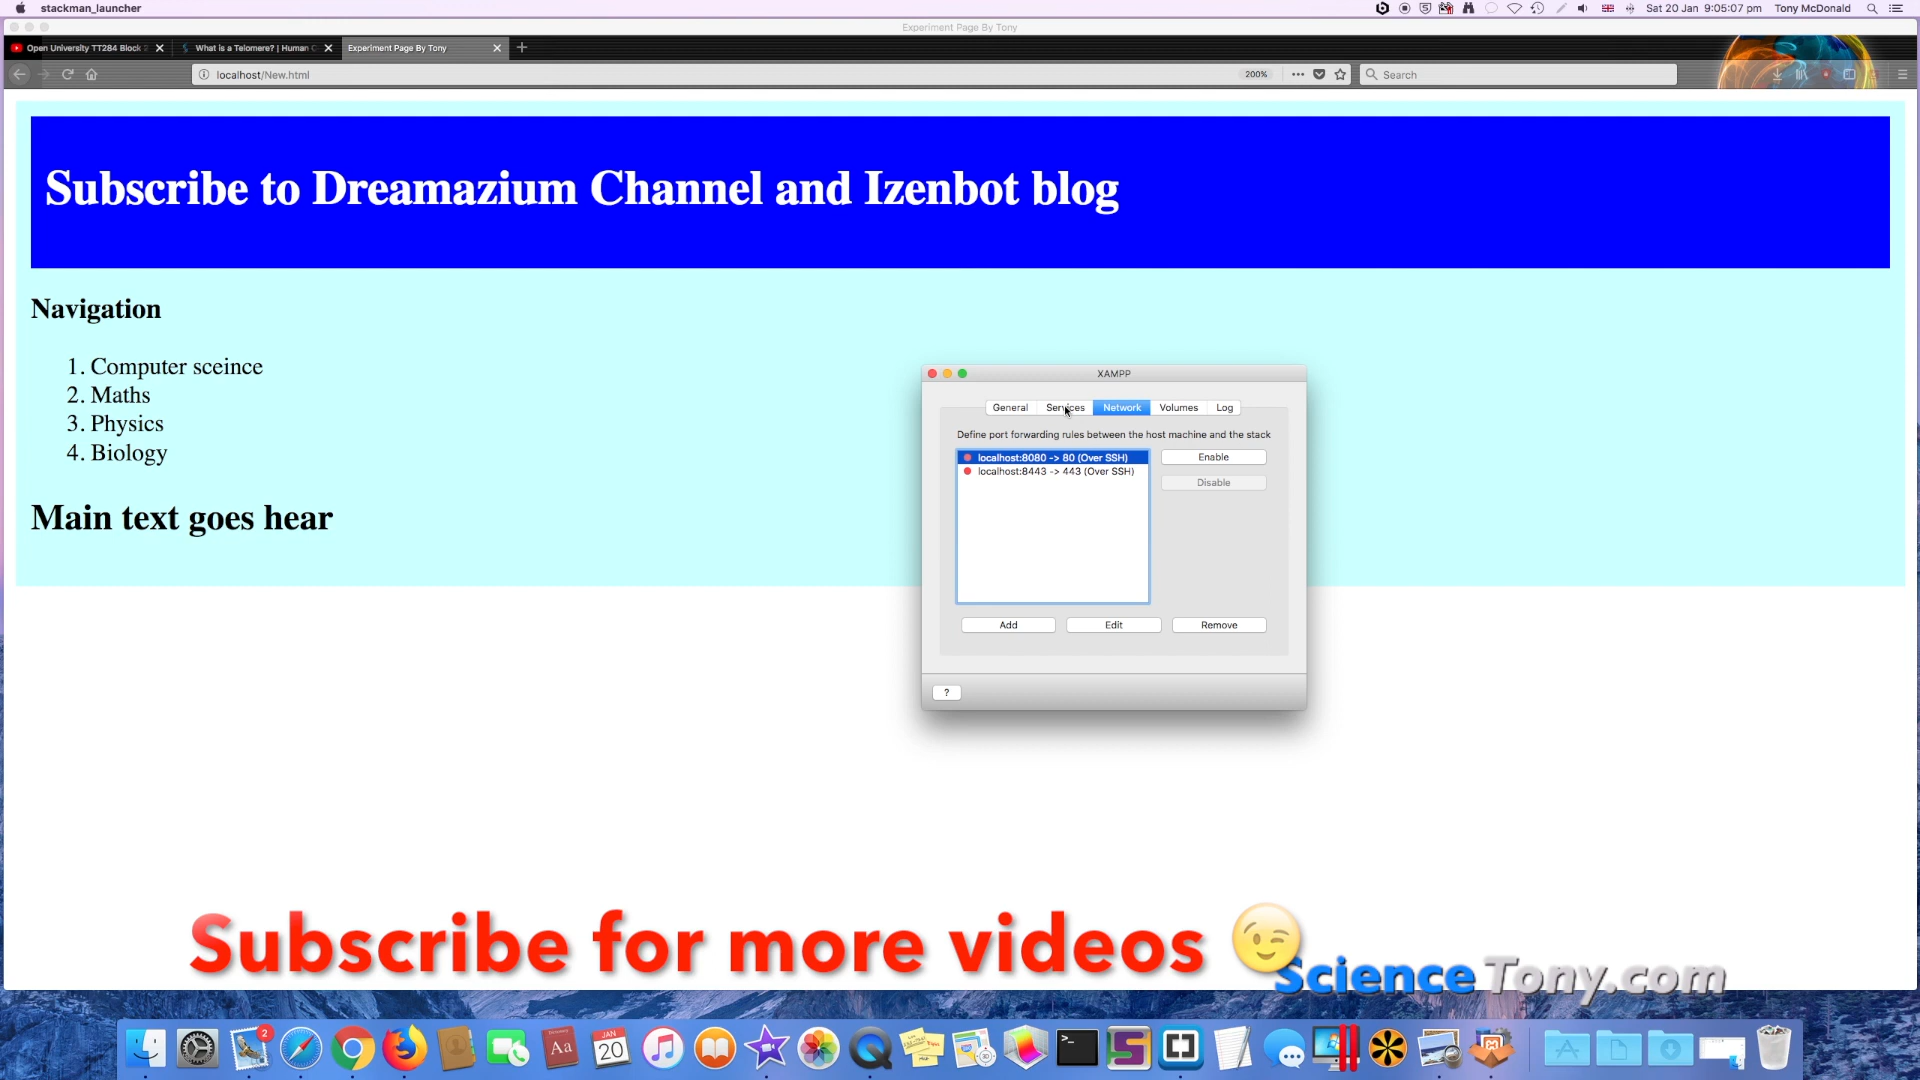 stackman_launcher
Sat 20 Jan 9:05:07 pm Tony McDonald
Experiment Page By Tony
Open University TT284 Block
What is a Telomere? | Human
Experiment Page By Tony
localhost/New.html
200%
Search
Subscribe to Dreamazium Channel and Izenbot blog
Navigation
1. Computer sceince
2. Maths
3. Physics
4. Biology
Main text goes hear
XAMPP
General Services Network Volumes Log
Define port forwarding rules between the host machine and the stack
localhost:8080 -> 80 (Over SSH)
localhost:8443 -> 443 (Over SSH)
Enable
Disable
Add Edit Remove
?
Subscribe for more videos
ScienceTony.com
2
Aa
JAN
20
>_